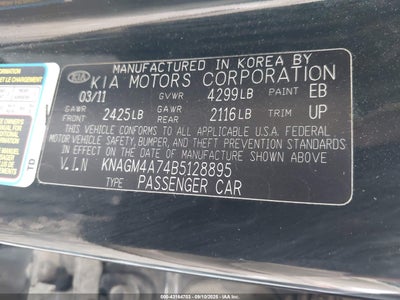 MANUFACTURED IN KOREA BY
KIA KIA MOTORS CORPORATION
03/11 GVWR 4299LB PAINT EB
GAWR FRONT 2425LB GAWR REAR 2116LB TRIM UP
THIS VEHICLE CONFORMS TO ALL APPLICABLE U.S.A. FEDERAL
MOTOR VEHICLE SAFETY, BUMPER, AND THEFT PREVENTION STANDARDS
IN EFFECT ON THE DATE OF MANUFACTURE SHOWN ABOVE.
V.I.N KNAGM4A74B5128895
TYPE PASSENGER CAR
TD